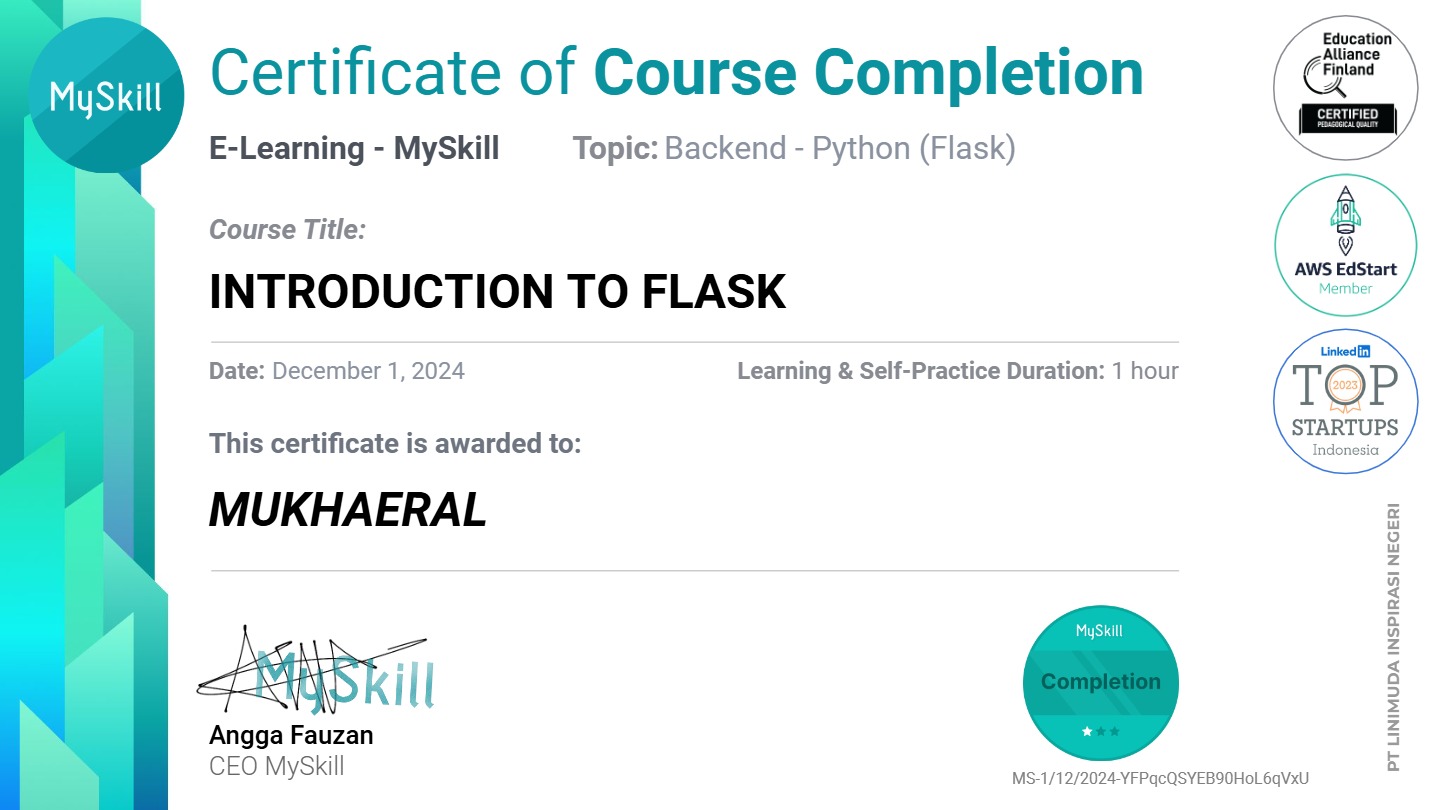 MySkill
Certificate of Course Completion
E-Learning - MySkill Topic: Backend - Python (Flask)
Course Title:
INTRODUCTION TO FLASK
Date: December 1, 2024 Learning & Self-Practice Duration: 1 hour
This certificate is awarded to:
MUKHAERAL
MySkill
Angga Fauzan
CEO MySkill
MySkill
Completion
MS-1/12/2024-YFPqcQSYEB90HoL6qVxU
Education
Alliance
Finland
CERTIFIED
PEDAGOGICAL QUALITY
AWS EdStart
Member
Linked in
TOP
2023
STARTUPS
Indonesia
PT LINIMUDA INSPIRASI NEGERI